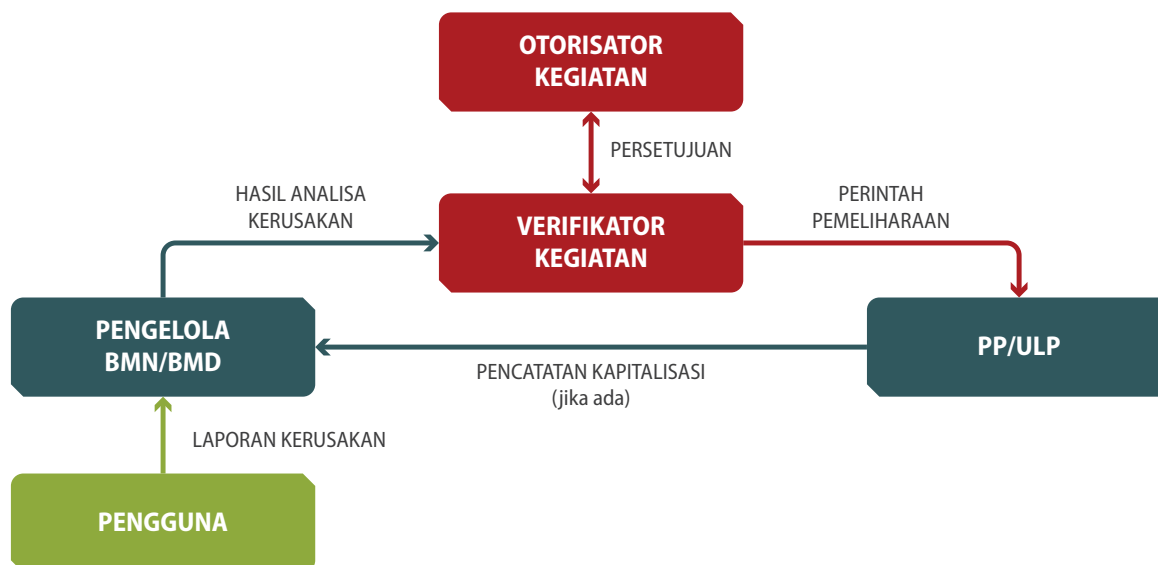 OTORISATOR
KEGIATAN
PERSETUJUAN
HASIL ANALISA
KERUSAKAN
VERIFIKATOR
KEGIATAN
PERINTAH
PEMELIHARAAN
PENGELOLA
BMN/BMD
PP/ULP
PENCATATAN KAPITALISASI
(jika ada)
LAPORAN KERUSAKAN
PENGGUNA